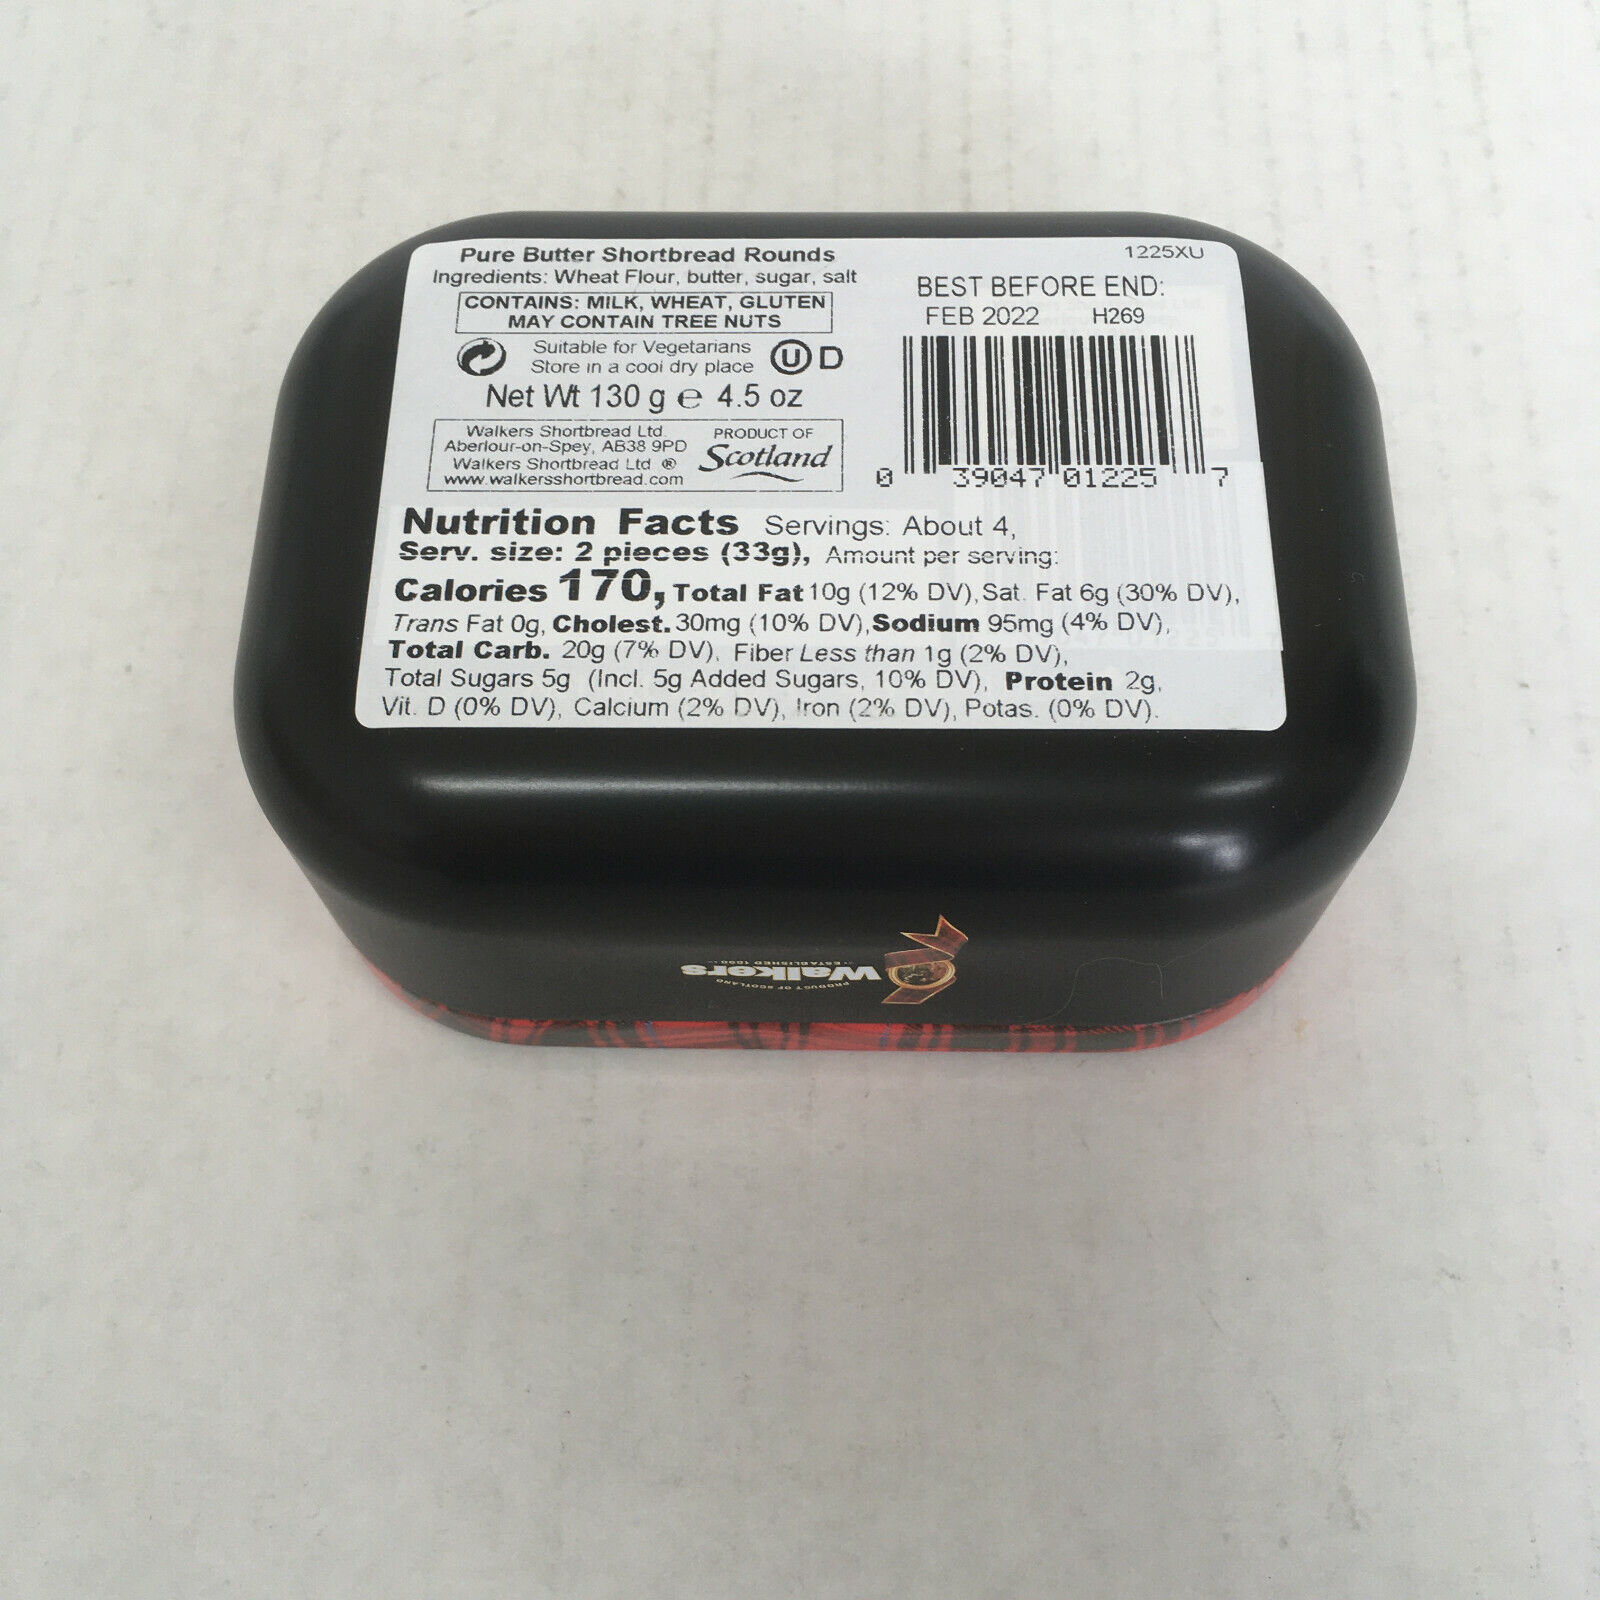 Pure Butter Shortbread Rounds
Ingredients: Wheat Flour, butter, sugar, salt
CONTAINS: MILK, WHEAT, GLUTEN
MAY CONTAIN TREE NUTS
Suitable for Vegetarians
Store in a cool dry place
U D
Net Wt 130 g e 4.5 oz
Walkers Shortbread Ltd.
Aberlour-on-Spey, AB38 9PD
Walkers Shortbread Ltd ®
www.walkersshortbread.com
PRODUCT OF
Scotland
1225XU
BEST BEFORE END:
FEB 2022 H269
0 39047 01225 7
Nutrition Facts Servings: About 4,
Serv. size: 2 pieces (33g), Amount per serving:
Calories 170, Total Fat 10g (12% DV), Sat. Fat 6g (30% DV),
Trans Fat 0g, Cholest. 30mg (10% DV), Sodium 95mg (4% DV),
Total Carb. 20g (7% DV), Fiber Less than 1g (2% DV),
Total Sugars 5g (Incl. 5g Added Sugars, 10% DV), Protein 2g,
Vit. D (0% DV), Calcium (2% DV), Iron (2% DV), Potas. (0% DV).
PRODUCT OF SCOTLAND
Walkers